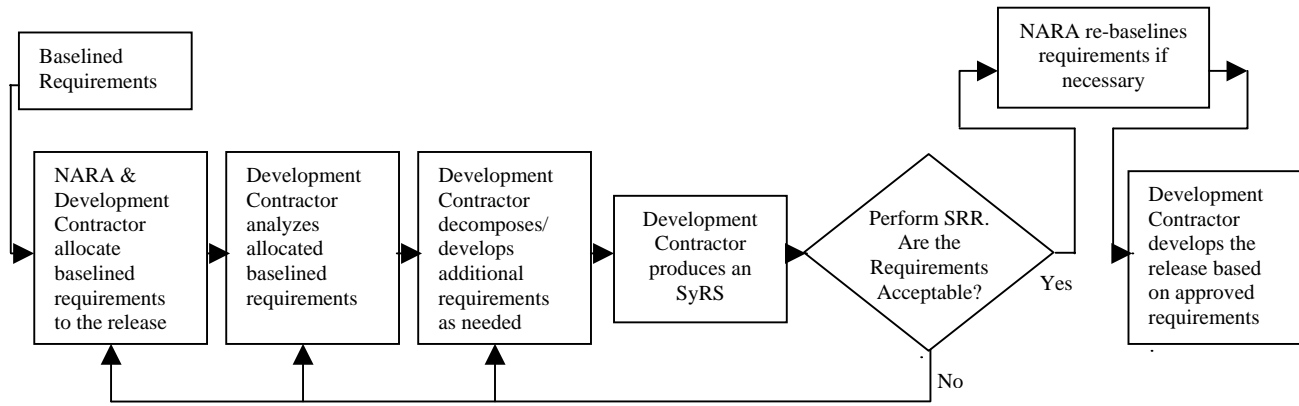 Baselined
Requirements
NARA &
Development
Contractor
allocate
baselined
requirements
to the release
Development
Contractor
analyzes
allocated
baselined
requirements
Development
Contractor
decomposes/
develops
additional
requirements
as needed
Development
Contractor
produces an
SyRS
Perform SRR.
Are the
Requirements
Acceptable?
Yes
No
NARA re-baselines
requirements if
necessary
Development
Contractor
develops the
release based
on approved
requirements